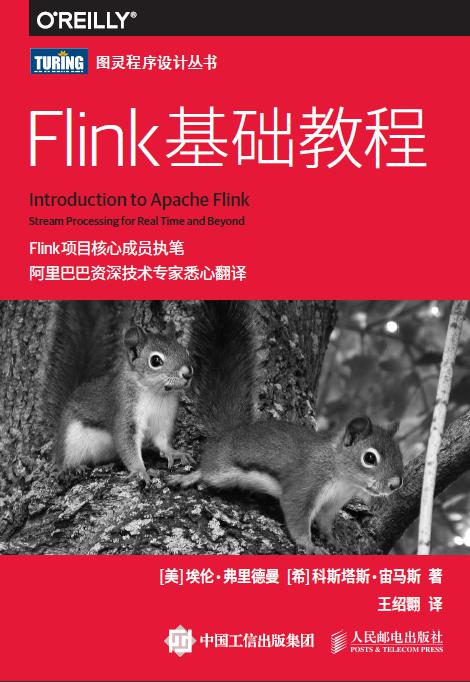 O'REILLY®
TURING 图灵程序设计丛书
Flink基础教程
Introduction to Apache Flink
Stream Processing for Real Time and Beyond
Flink项目核心成员执笔
阿里巴巴资深技术专家悉心翻译
[美]埃伦·弗里德曼 [希]科斯塔斯·宙马斯 著
王绍翾 译
中国工信出版集团 人民邮电出版社
POSTS & TELECOM PRESS